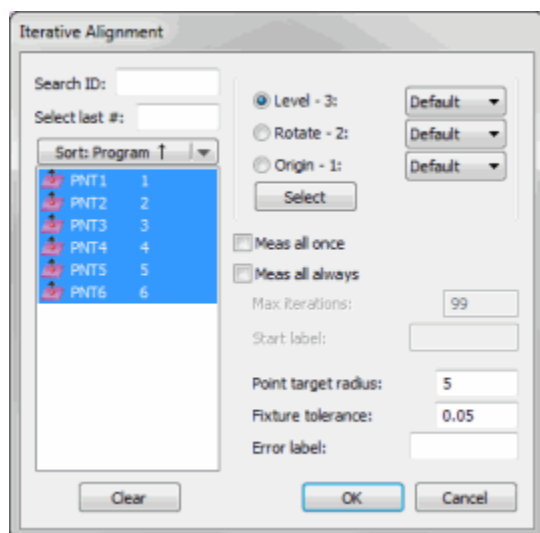 Iterative Alignment
Search ID:
Select last #:
Sort: Program ↑
PNT1 1
PNT2 2
PNT3 3
PNT4 4
PNT5 5
PNT6 6
Clear
Level - 3: Default
Rotate - 2: Default
Origin - 1: Default
Select
Meas all once
Meas all always
Max iterations: 99
Start label:
Point target radius: 5
Fixture tolerance: 0.05
Error label:
OK Cancel